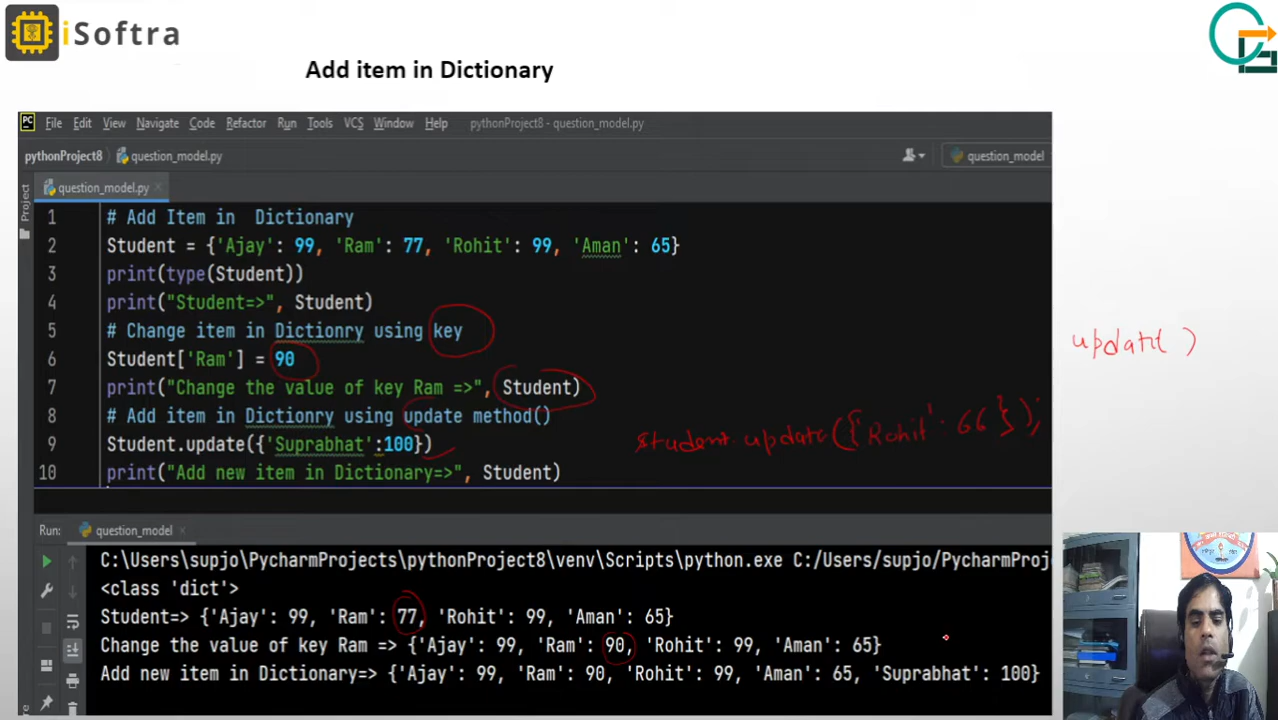 iSoftra
Add item in Dictionary
PC File Edit View Navigate Code Refactor Run Tools VCS Window Help pythonProject8 - question_model.py
pythonProject8 question_model.py question_model
Project question_model.py
1 # Add Item in  Dictionary
2 Student = {'Ajay': 99, 'Ram': 77, 'Rohit': 99, 'Aman': 65}
3 print(type(Student))
4 print("Student=>", Student)
5 # Change item in Dictionry using key
6 Student['Ram'] = 90
update()
7 print("Change the value of key Ram =>", Student)
8 # Add item in Dictionry using update method()
9 Student.update({'Suprabhat':100})
student.update({'Rohit': 66});
10 print("Add new item in Dictionary=>", Student)
Run: question_model
C:\Users\supjo\PycharmProjects\pythonProject8\venv\Scripts\python.exe C:/Users/supjo/PycharmProj
<class 'dict'>
Student=> {'Ajay': 99, 'Ram': 77, 'Rohit': 99, 'Aman': 65}
Change the value of key Ram => {'Ajay': 99, 'Ram': 90, 'Rohit': 99, 'Aman': 65}
Add new item in Dictionary=> {'Ajay': 99, 'Ram': 90, 'Rohit': 99, 'Aman': 65, 'Suprabhat': 100}